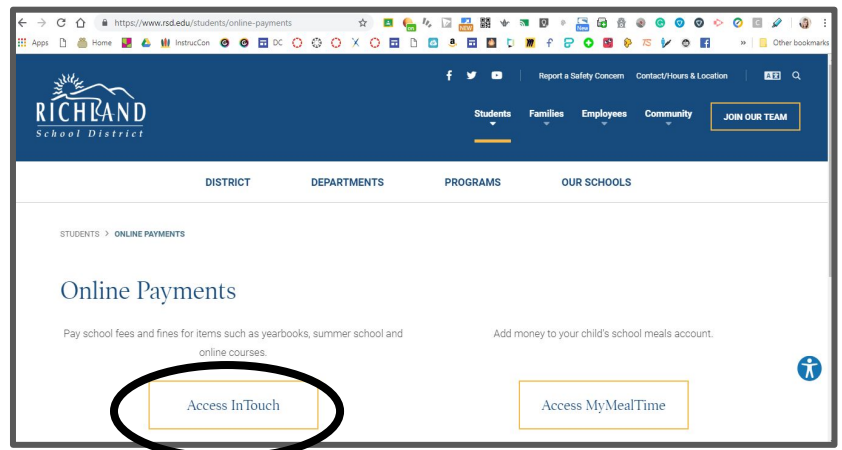 https://www.rsd.edu/students/online-payments
Apps Home InstrucCon DC Other bookmarks
Report a Safety Concern Contact/Hours & Location
RICHLAND
School District
Students Families Employees Community JOIN OUR TEAM
DISTRICT DEPARTMENTS PROGRAMS OUR SCHOOLS
STUDENTS > ONLINE PAYMENTS
Online Payments
Pay school fees and fines for items such as yearbooks, summer school and
online courses.
Add money to your child's school meals account.
Access InTouch
Access MyMealTime